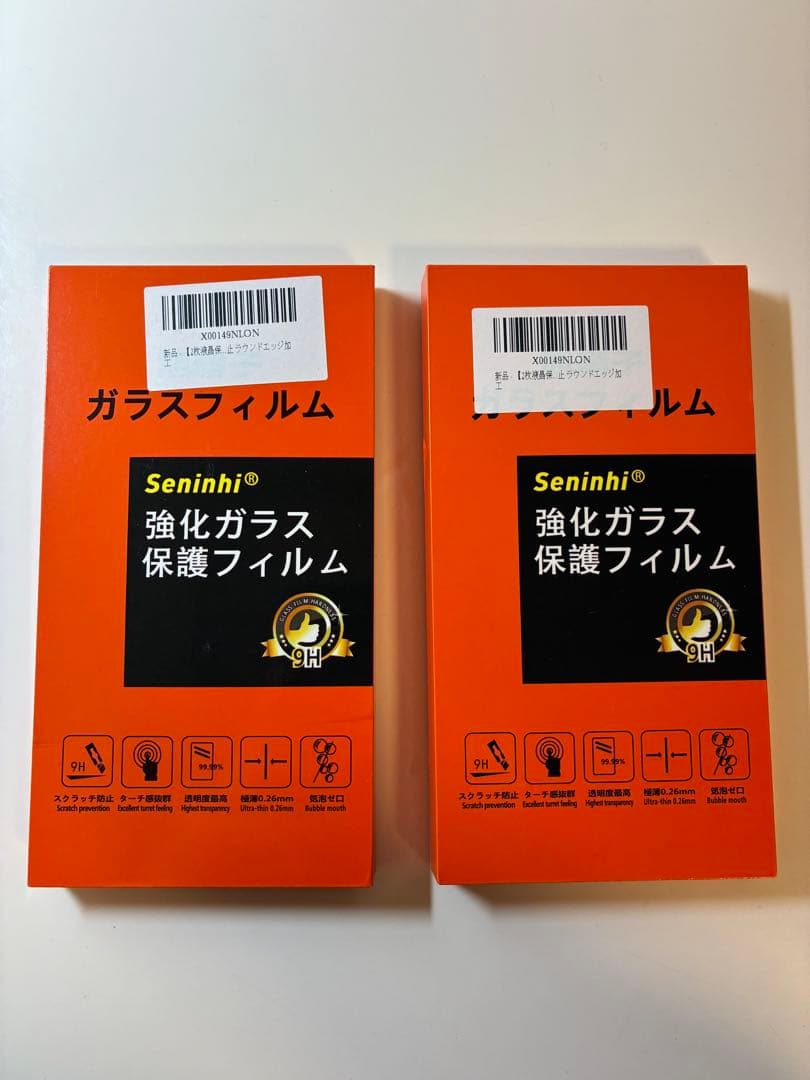 X00149NLON
新品 - 【2枚液晶保...止ラウンドエッジ加
工
ガラスフィルム
Seninhi®
強化ガラス
保護フィルム
GLASS FILM HARDNESS
9H
9H
99.99%
スクラッチ防止
Scratch prevention
ターチ感抜群
Excellent turret feeling
透明度最高
Highest transparency
極薄0.26mm
Ultra-thin 0.26mm
気泡ゼロ
Bubble mouth
X00149NLON
新品 - 【2枚液晶保...止ラウンドエッジ加
工
ガラスフィルム
Seninhi®
強化ガラス
保護フィルム
GLASS FILM HARDNESS
9H
9H
99.99%
スクラッチ防止
Scratch prevention
ターチ感抜群
Excellent turret feeling
透明度最高
Highest transparency
極薄0.26mm
Ultra-thin 0.26mm
気泡ゼロ
Bubble mouth